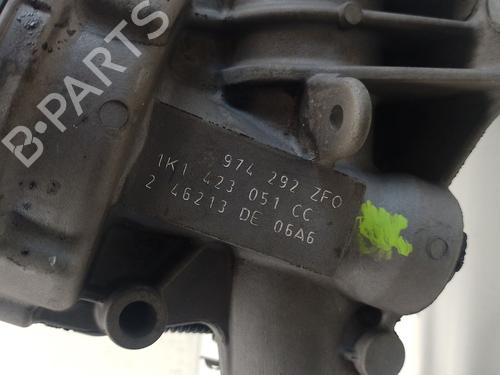 B-PARTS
974 292 ZFO
1K1 423 051 CC
2 46213 DE 06A6